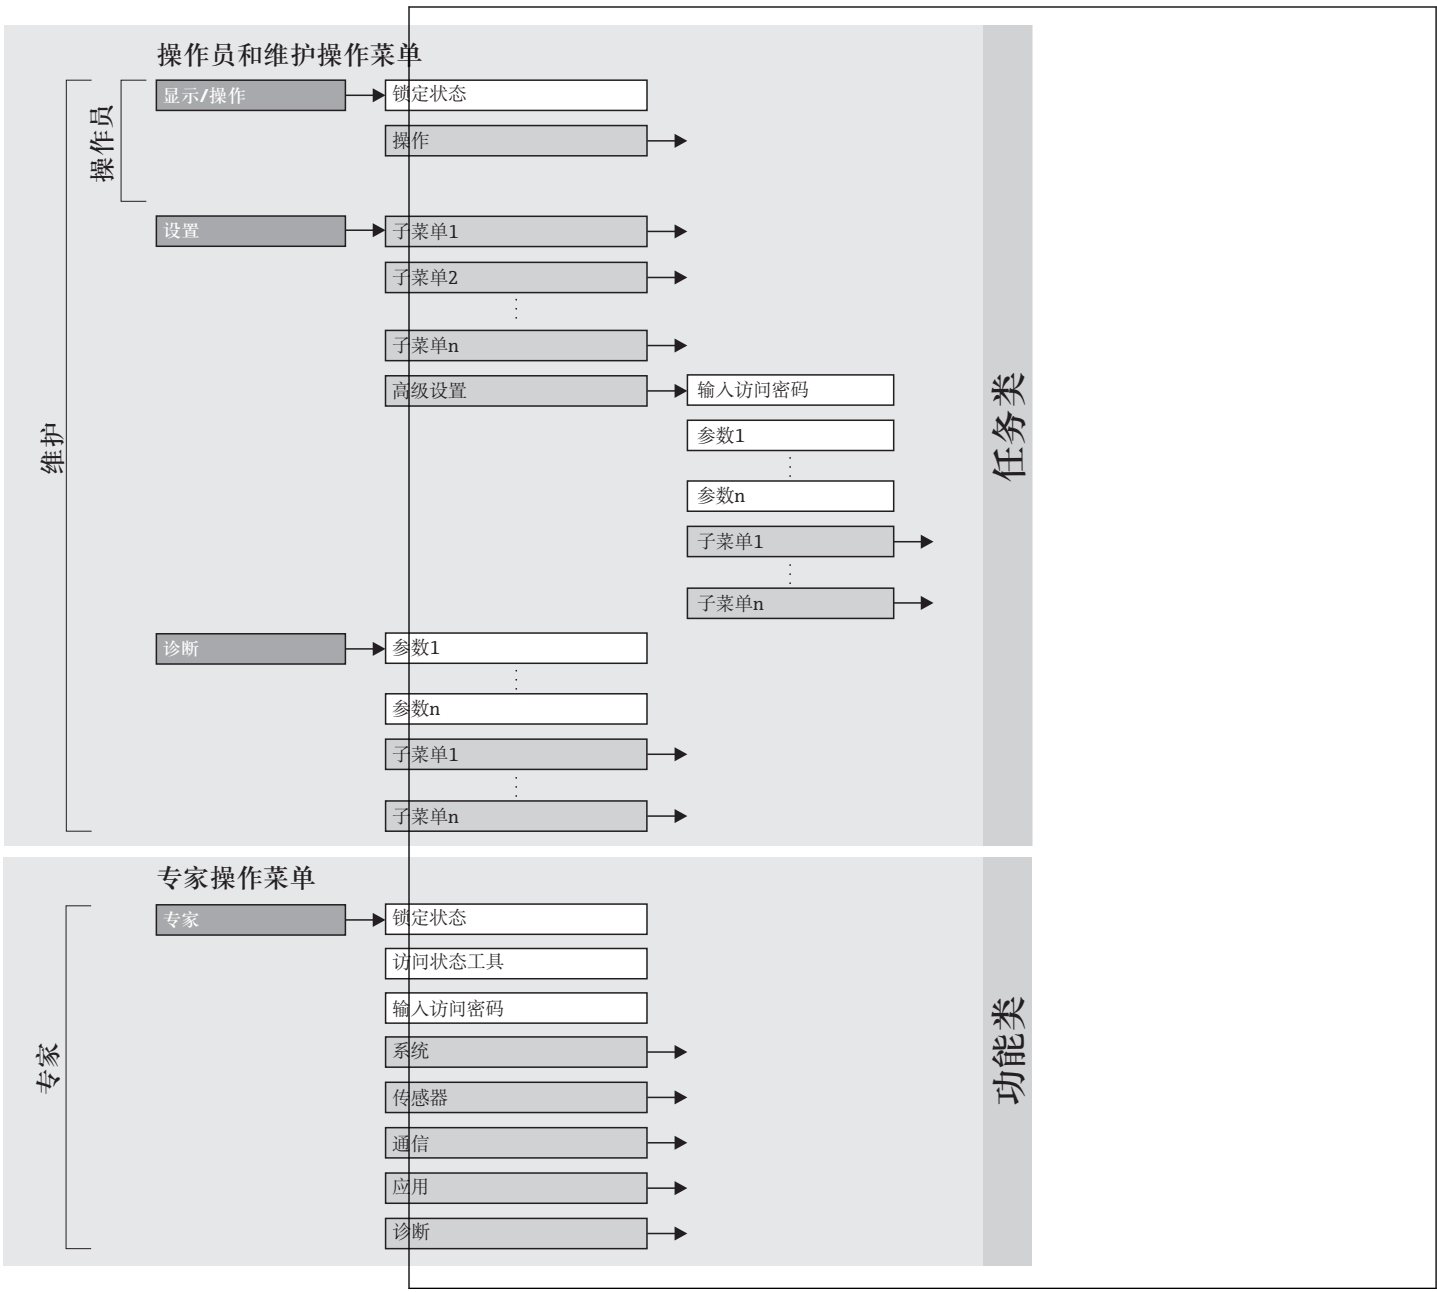 操作员和维护操作菜单
操作员
显示/操作
锁定状态
操作
设置
子菜单1
子菜单2
子菜单n
高级设置
输入访问密码
参数1
参数n
子菜单1
子菜单n
维护
任务类
诊断
参数1
参数n
子菜单1
子菜单n
专家操作菜单
专家
锁定状态
访问状态工具
输入访问密码
系统
传感器
通信
应用
诊断
专家
功能类